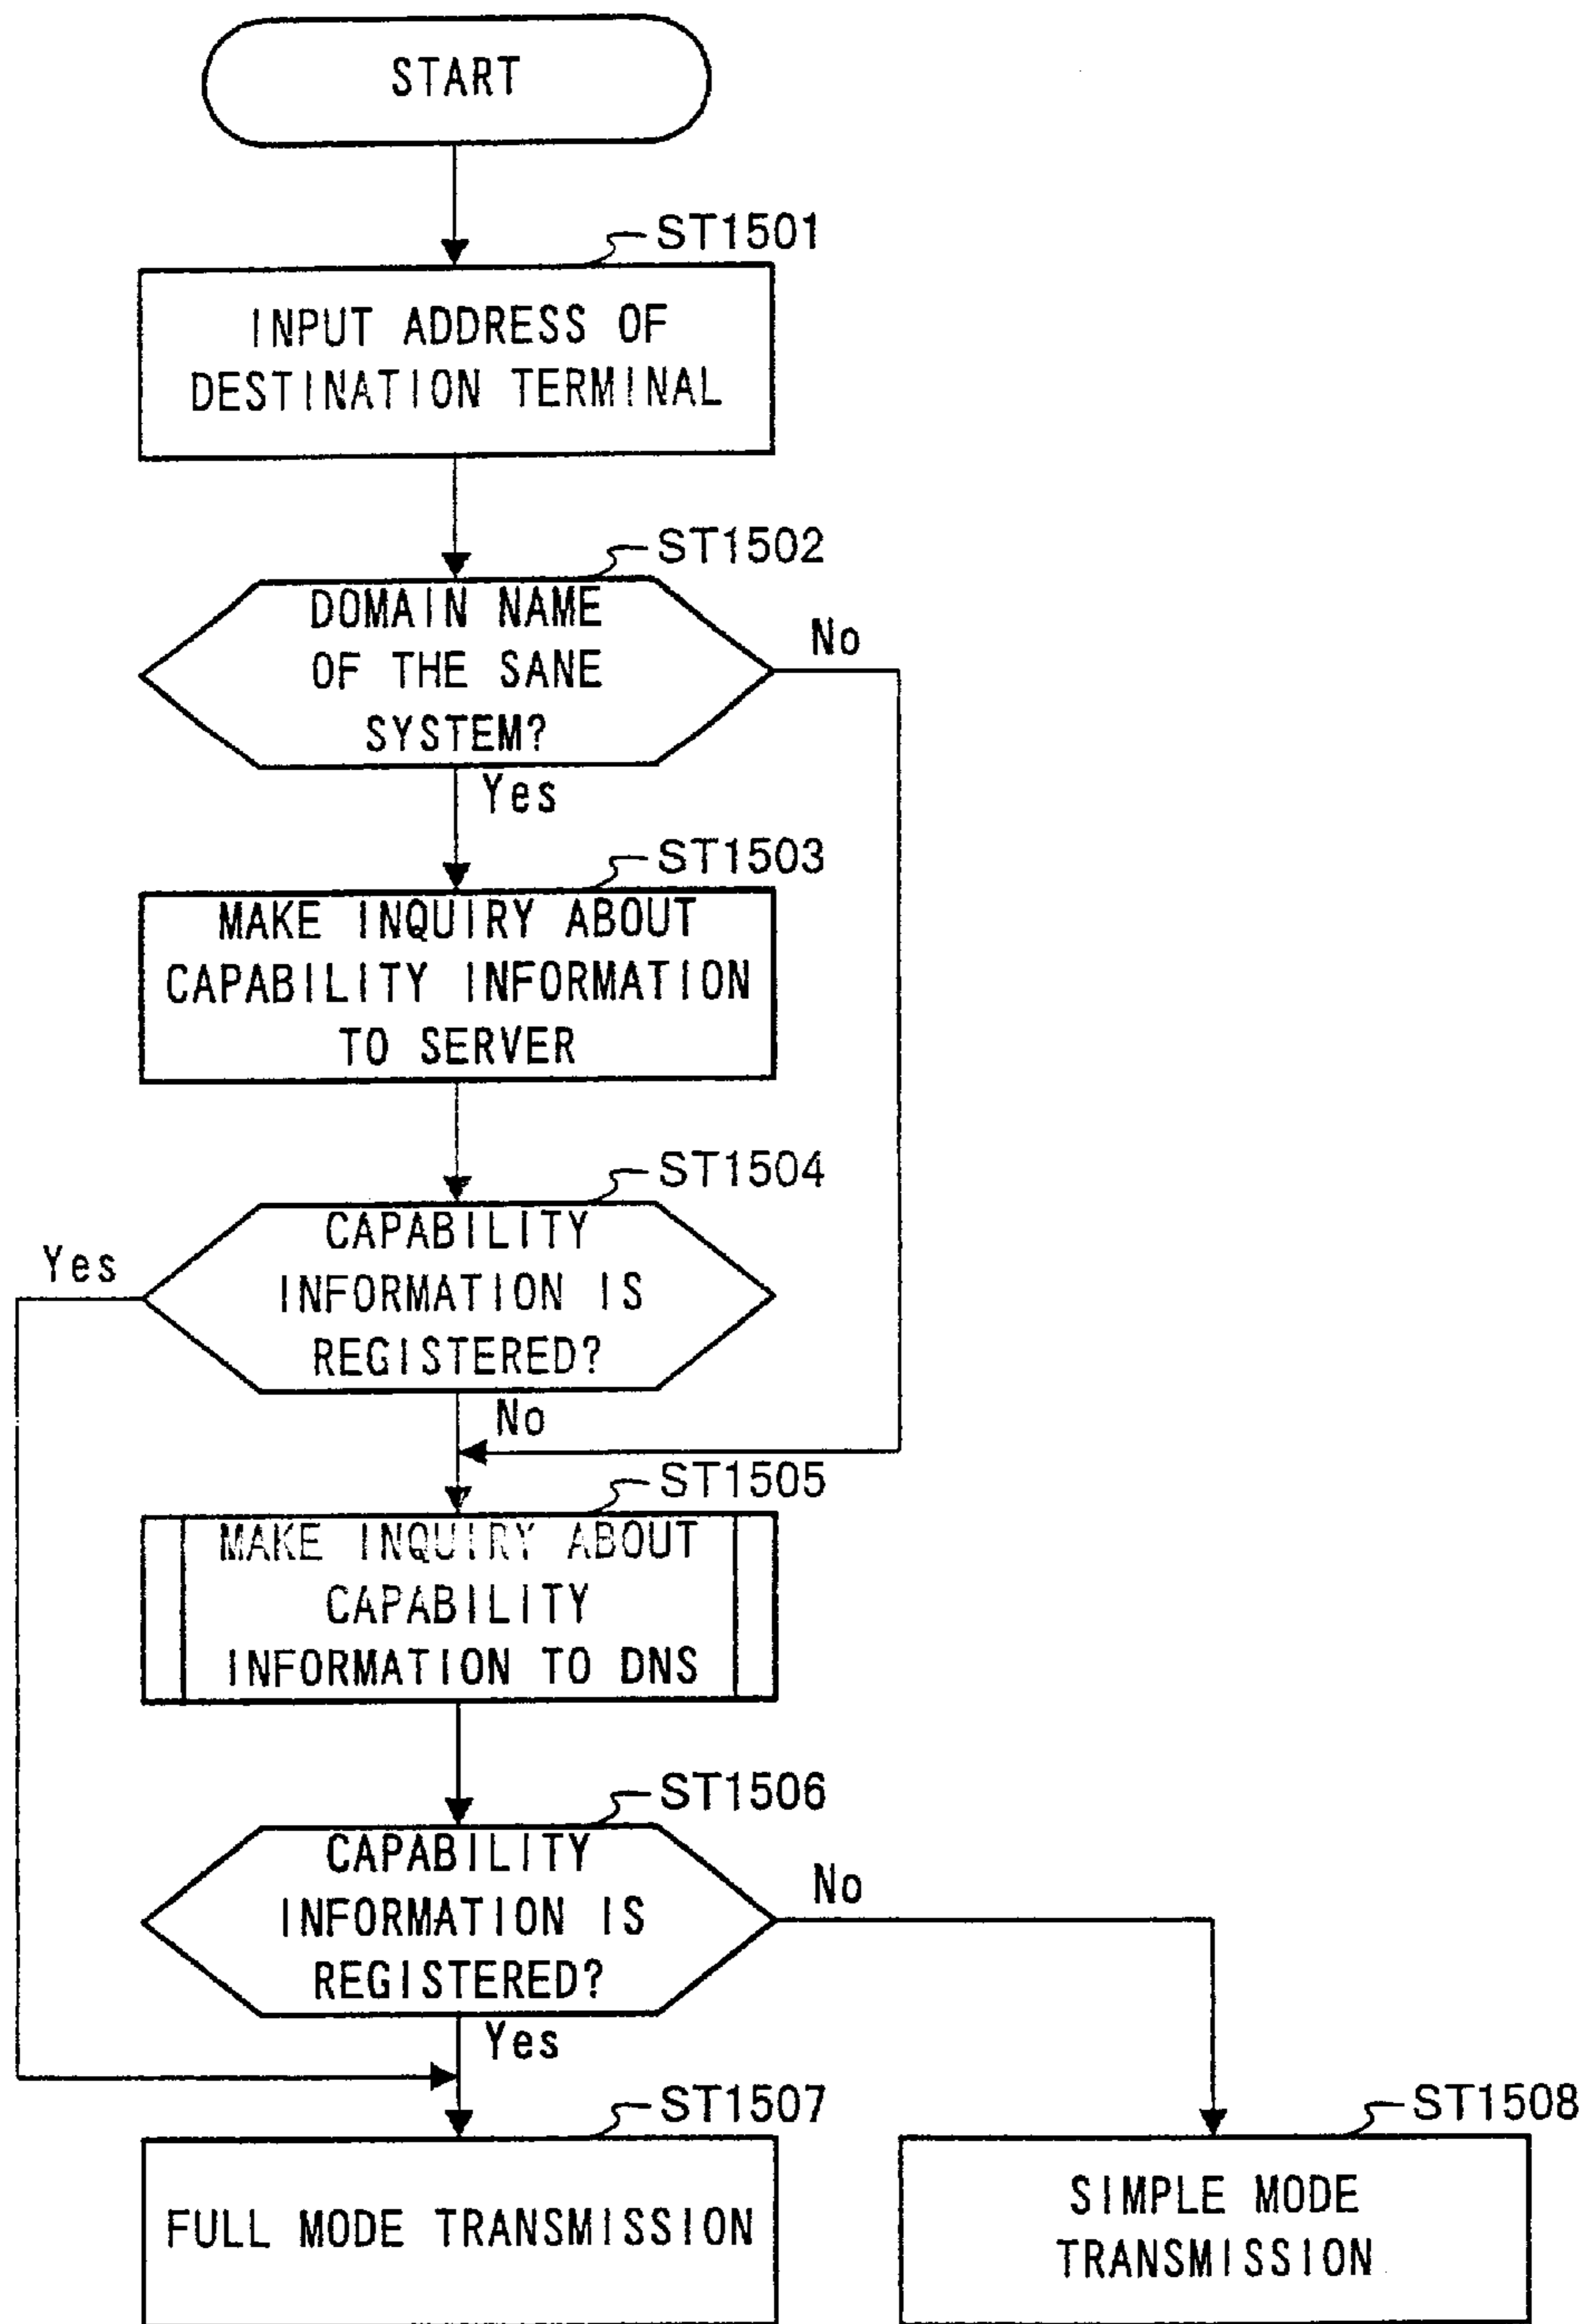 START
ST1501
INPUT ADDRESS OF
DESTINATION TERMINAL
ST1502
DOMAIN NAME
OF THE SANE
SYSTEM?
No
Yes
ST1503
MAKE INQUIRY ABOUT
CAPABILITY INFORMATION
TO SERVER
ST1504
CAPABILITY
INFORMATION IS
REGISTERED?
Yes
No
ST1505
MAKE INQUIRY ABOUT
CAPABILITY
INFORMATION TO DNS
ST1506
CAPABILITY
INFORMATION IS
REGISTERED?
No
Yes
ST1507
FULL MODE TRANSMISSION
ST1508
SIMPLE MODE
TRANSMISSION